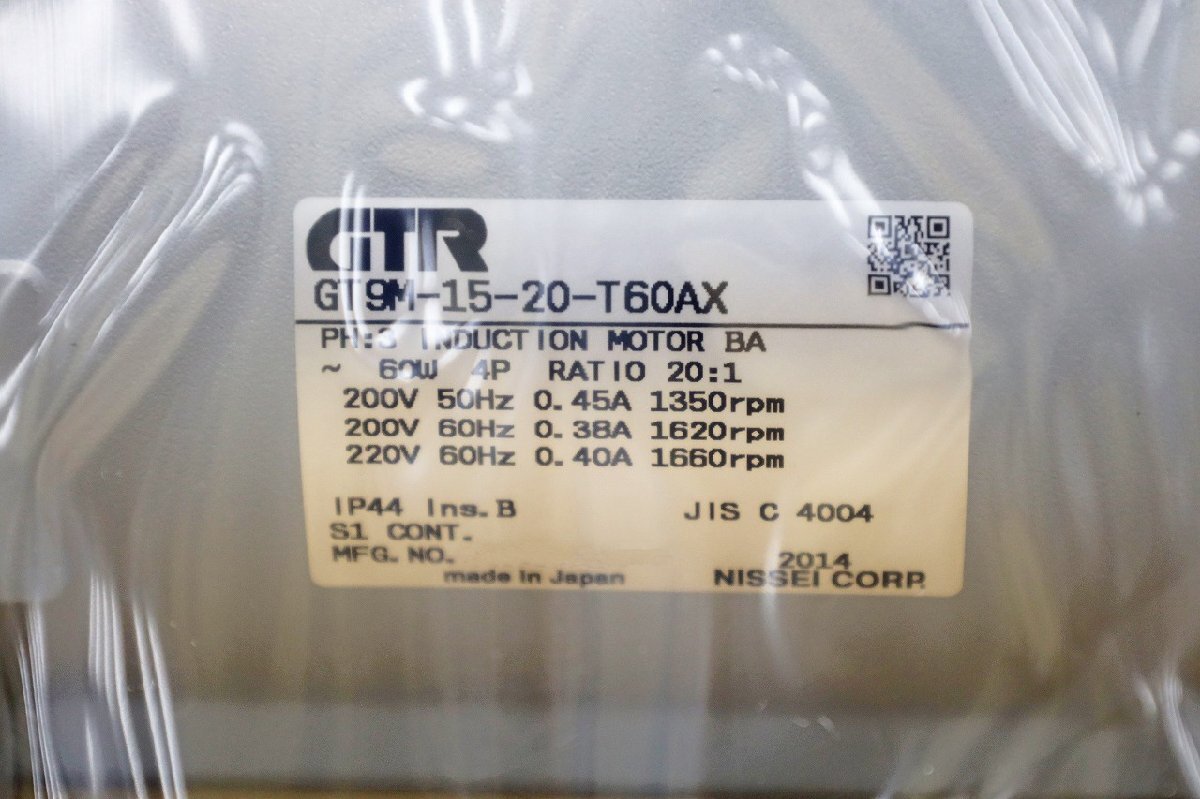 GTR
GT9M-15-20-T60AX
PH:3 INDUCTION MOTOR BA
~ 60W 4P RATIO 20:1
200V 50Hz 0.45A 1350rpm
200V 60Hz 0.38A 1620rpm
220V 60Hz 0.40A 1660rpm
IP44 Ins.B JIS C 4004
S1 CONT.
MFG.NO. 2014
made in Japan NISSEI CORP.